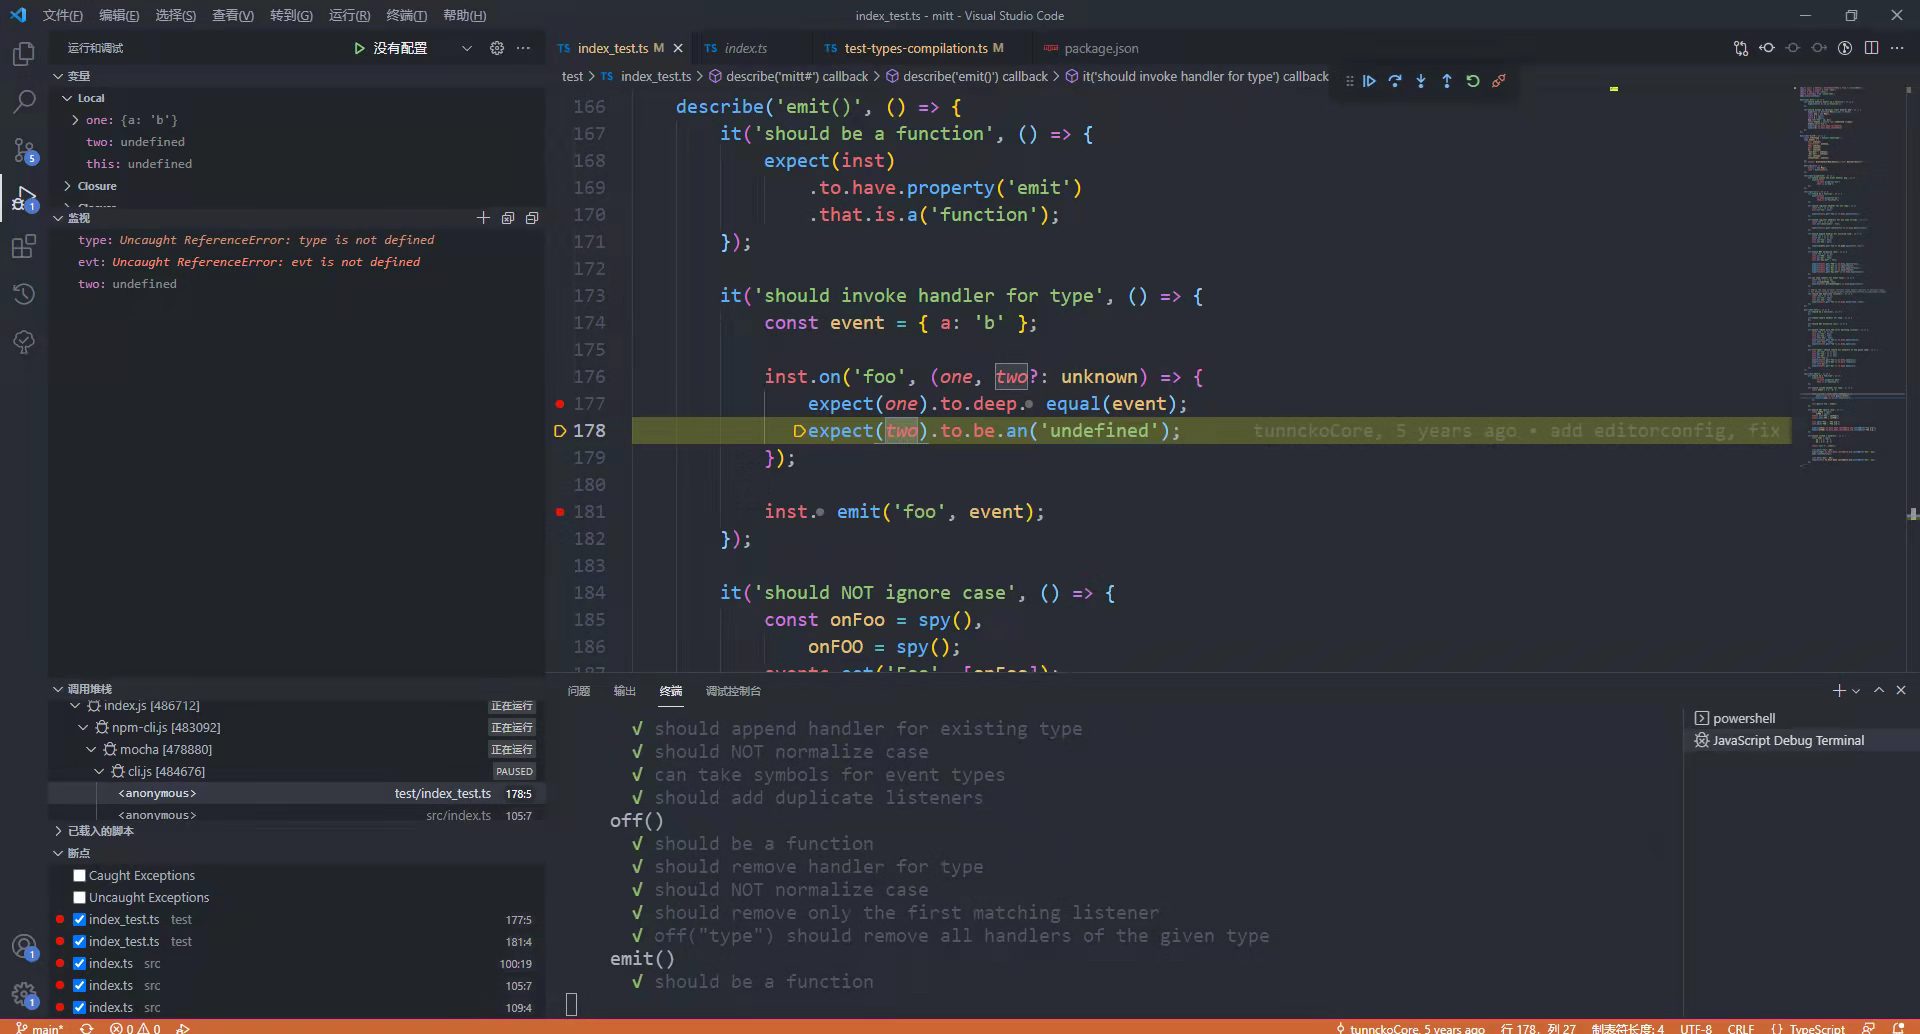 文件(F) 编辑(E) 选择(S) 查看(V) 转到(G) 运行(R) 终端(T) 帮助(H)
index_test.ts - mitt - Visual Studio Code
运行和调试
没有配置
TS index_test.ts M
TS index.ts
TS test-types-compilation.ts M
package.json
变量
Local
one: {a: 'b'}
two: undefined
this: undefined
Closure
监视
type: Uncaught ReferenceError: type is not defined
evt: Uncaught ReferenceError: evt is not defined
two: undefined
5
1
test > TS index_test.ts > describe('mitt#') callback > describe('emit()') callback > it('should invoke handler for type') callback
166 describe('emit()', () => {
167 it('should be a function', () => {
168 expect(inst)
169 .to.have.property('emit')
170 .that.is.a('function');
171 });
172
173 it('should invoke handler for type', () => {
174 const event = { a: 'b' };
175
176 inst.on('foo', (one, two?: unknown) => {
177 expect(one).to.deep. equal(event);
178 expect(two).to.be.an('undefined'); tunnckoCore, 5 years ago • add editorconfig, fix
179 });
180
181 inst. emit('foo', event);
182 });
183
184 it('should NOT ignore case', () => {
185 const onFoo = spy(),
186 onFOO = spy();
调用堆栈
index.js [486712] 正在运行
npm-cli.js [483092] 正在运行
mocha [478880] 正在运行
cli.js [484676] PAUSED
<anonymous> test/index_test.ts 178:5
<anonymous> src/index.ts 105:7
已载入的脚本
断点
Caught Exceptions
Uncaught Exceptions
index_test.ts test 177:5
index_test.ts test 181:4
index.ts src 100:19
index.ts src 105:7
index.ts src 109:4
1
1
问题 输出 终端 调试控制台
√ should append handler for existing type
√ should NOT normalize case
√ can take symbols for event types
√ should add duplicate listeners
off()
√ should be a function
√ should remove handler for type
√ should NOT normalize case
√ should remove only the first matching listener
√ off("type") should remove all handlers of the given type
emit()
√ should be a function
powershell
JavaScript Debug Terminal
main* 0 0
tunnckoCore, 5 years ago 行 178，列 27 制表符长度: 4 UTF-8 CRLF {} TypeScript